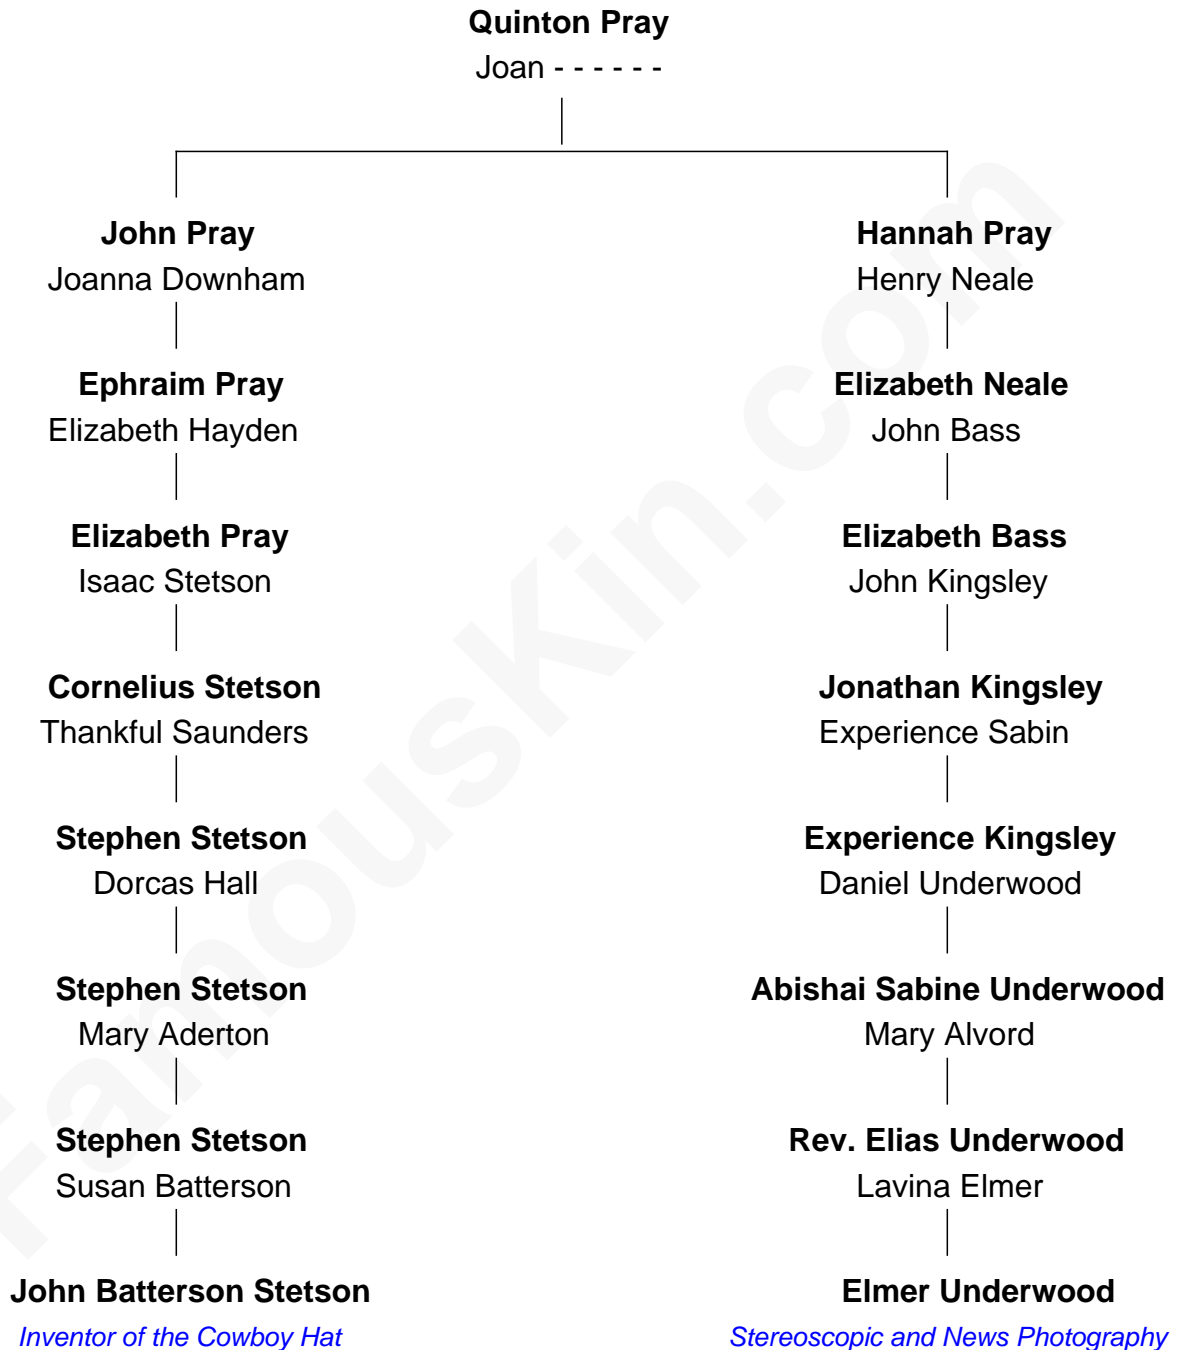 Quinton Pray
Joan - - - - - -
John Pray
Joanna Downham
Hannah Pray
Henry Neale
Ephraim Pray
Elizabeth Hayden
Elizabeth Neale
John Bass
Elizabeth Pray
Isaac Stetson
Elizabeth Bass
John Kingsley
Cornelius Stetson
Thankful Saunders
Jonathan Kingsley
Experience Sabin
Stephen Stetson
Dorcas Hall
Experience Kingsley
Daniel Underwood
Stephen Stetson
Mary Aderton
Abishai Sabine Underwood
Mary Alvord
Stephen Stetson
Susan Batterson
Rev. Elias Underwood
Lavina Elmer
John Batterson Stetson
Inventor of the Cowboy Hat
Elmer Underwood
Stereoscopic and News Photography
FamousKin.com